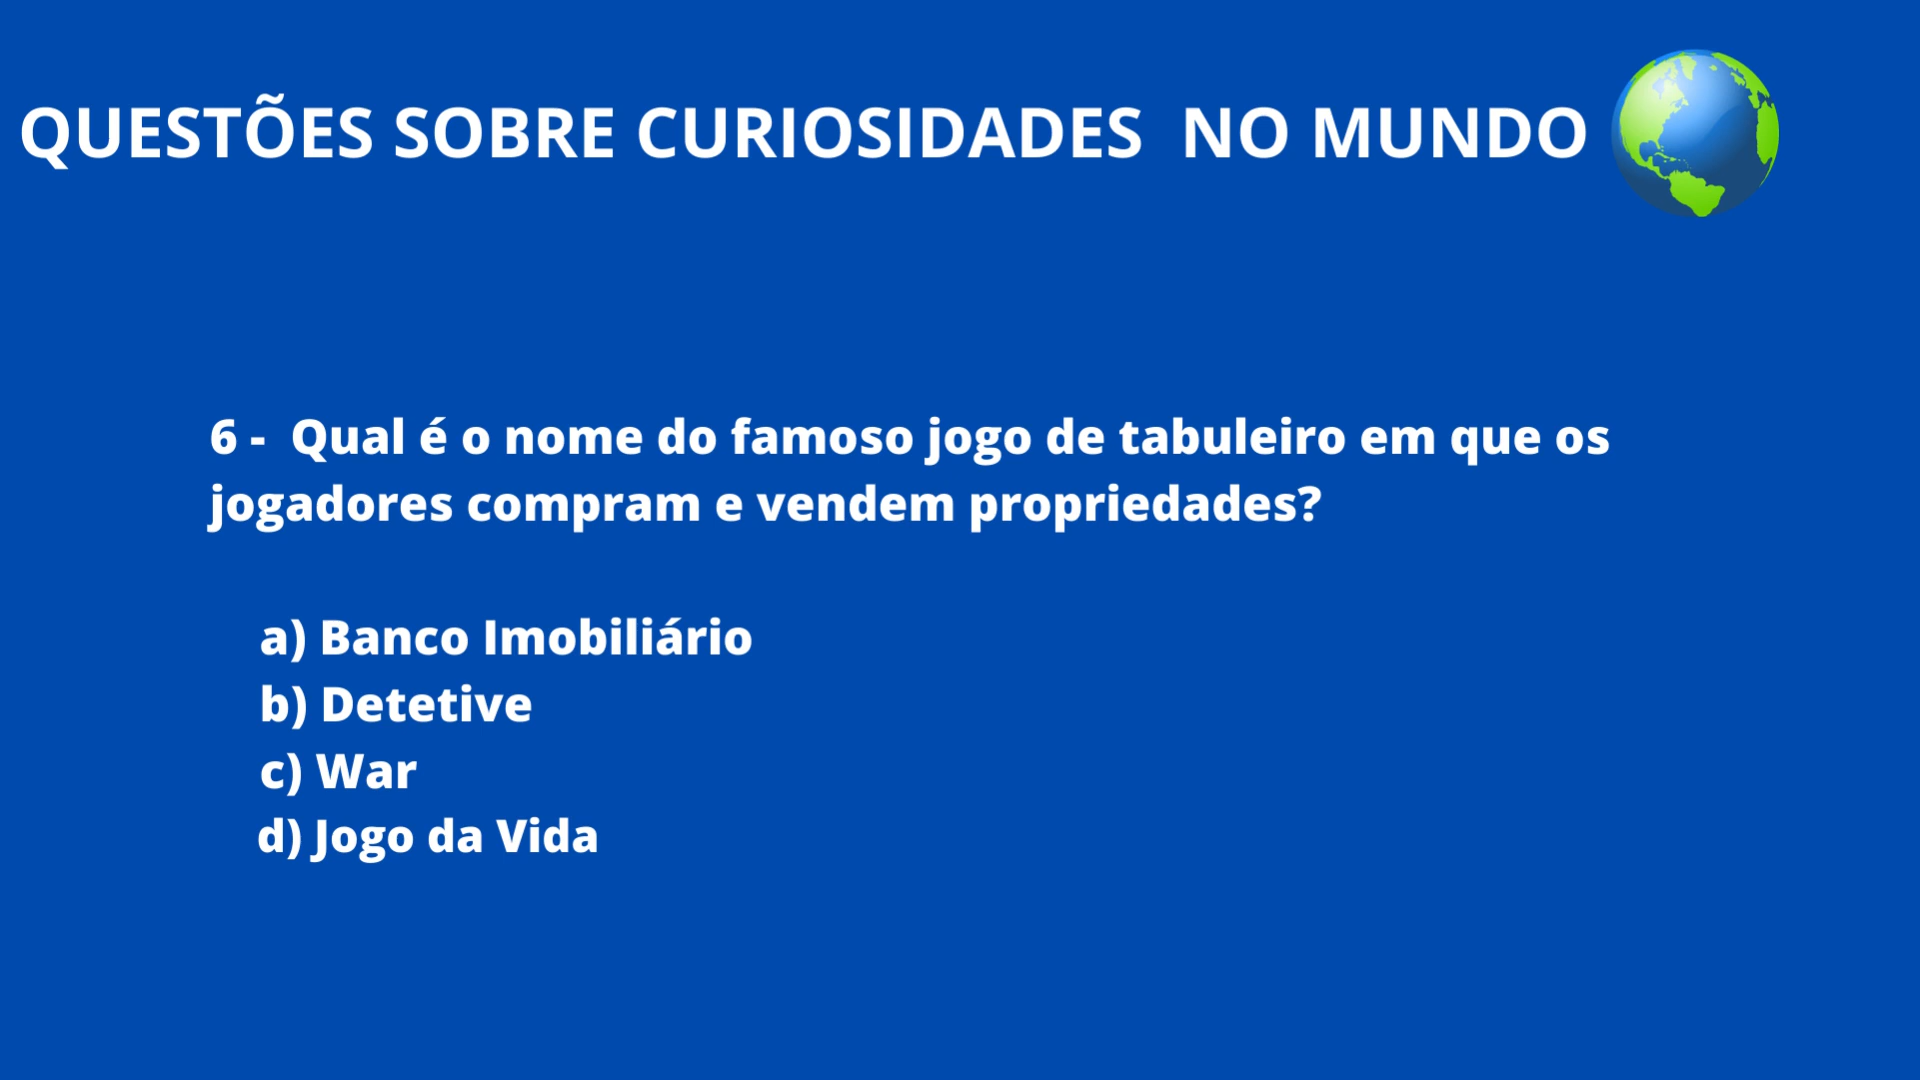 QUESTÕES SOBRE CURIOSIDADES  NO MUNDO
6 -  Qual é o nome do famoso jogo de tabuleiro em que os
jogadores compram e vendem propriedades?
a) Banco Imobiliário
b) Detetive
c) War
d) Jogo da Vida